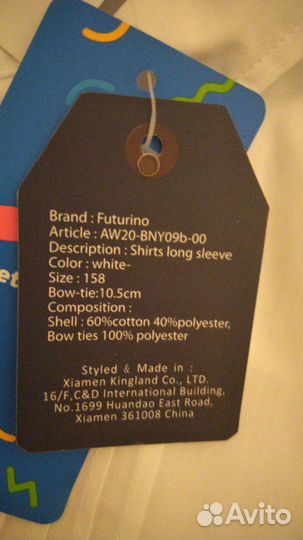 Brand : Futurino
Article : AW20-BNY09b-00
Description : Shirts long sleeve
Color : white-
Size : 158
Bow-tie:10.5cm
Composition :
Shell : 60%cotton 40%polyester,
Bow ties 100% polyester
Styled & Made in :
Xiamen Kingland Co., LTD.
16/F,C&D International Building,
No.1699 Huandao East Road,
Xiamen 361008 China
et
Avito